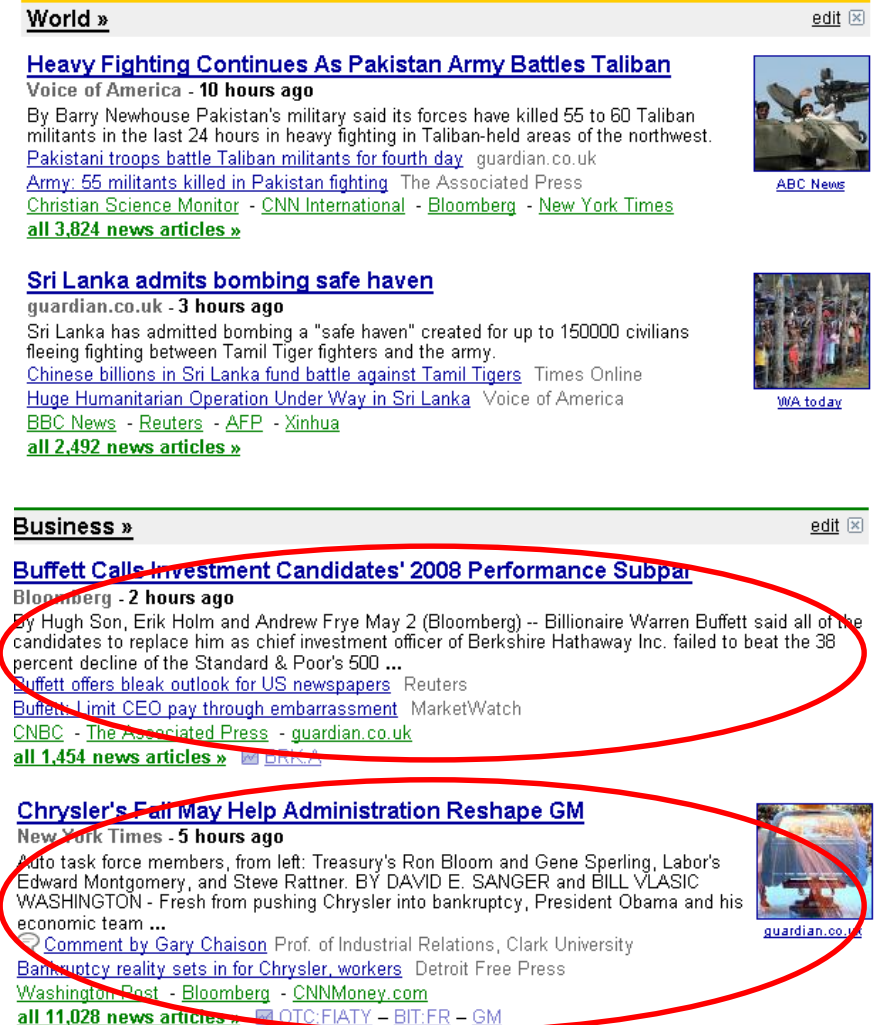 World »
edit
Heavy Fighting Continues As Pakistan Army Battles Taliban
Voice of America - 10 hours ago
By Barry Newhouse Pakistan's military said its forces have killed 55 to 60 Taliban
militants in the last 24 hours in heavy fighting in Taliban-held areas of the northwest.
Pakistani troops battle Taliban militants for fourth day guardian.co.uk
Army: 55 militants killed in Pakistan fighting The Associated Press
Christian Science Monitor - CNN International - Bloomberg - New York Times
all 3,824 news articles »
ABC News
Sri Lanka admits bombing safe haven
guardian.co.uk - 3 hours ago
Sri Lanka has admitted bombing a "safe haven" created for up to 150000 civilians
fleeing fighting between Tamil Tiger fighters and the army.
Chinese billions in Sri Lanka fund battle against Tamil Tigers Times Online
Huge Humanitarian Operation Under Way in Sri Lanka Voice of America
BBC News - Reuters - AFP - Xinhua
all 2,492 news articles »
WA today
Business »
edit
Buffett Calls Investment Candidates' 2008 Performance Subpar
Bloomberg - 2 hours ago
By Hugh Son, Erik Holm and Andrew Frye May 2 (Bloomberg) -- Billionaire Warren Buffett said all of the
candidates to replace him as chief investment officer of Berkshire Hathaway Inc. failed to beat the 38
percent decline of the Standard & Poor's 500 ...
Buffett offers bleak outlook for US newspapers Reuters
Buffett: Limit CEO pay through embarrassment MarketWatch
CNBC - The Associated Press - guardian.co.uk
all 1,454 news articles » BRK.A
Chrysler's Fall May Help Administration Reshape GM
New York Times - 5 hours ago
Auto task force members, from left: Treasury's Ron Bloom and Gene Sperling, Labor's
Edward Montgomery, and Steve Rattner. BY DAVID E. SANGER and BILL VLASIC
WASHINGTON - Fresh from pushing Chrysler into bankruptcy, President Obama and his
economic team ...
Comment by Gary Chaison Prof. of Industrial Relations, Clark University
Bankruptcy reality sets in for Chrysler, workers Detroit Free Press
Washington Post - Bloomberg - CNNMoney.com
all 11,028 news articles » OTC:FIATY – BIT:FR – GM
guardian.co.uk